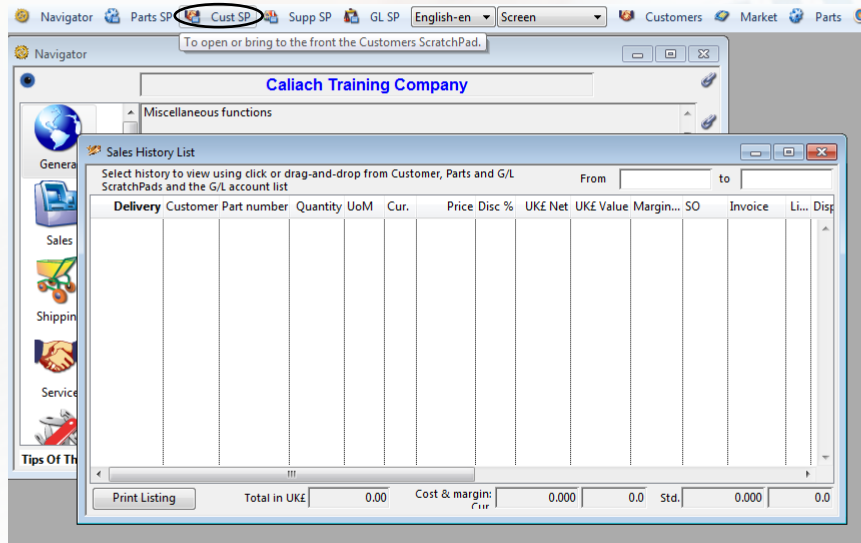 Navigator Parts SP Cust SP Supp SP GL SP English-en Screen Customers Market Parts
To open or bring to the front the Customers ScratchPad.
Navigator
Caliach Training Company
Miscellaneous functions
Genera
Sales
Shippin
Service
Tips Of Th
Sales History List
Select history to view using click or drag-and-drop from Customer, Parts and G/L
ScratchPads and the G/L account list
From to
Delivery Customer Part number Quantity UoM Cur. Price Disc % UK£ Net UK£ Value Margin... SO Invoice Li... Disp
Print Listing Total in UK£ 0.00 Cost & margin: 0.000 0.0 Std. 0.000 0.0
Cur.